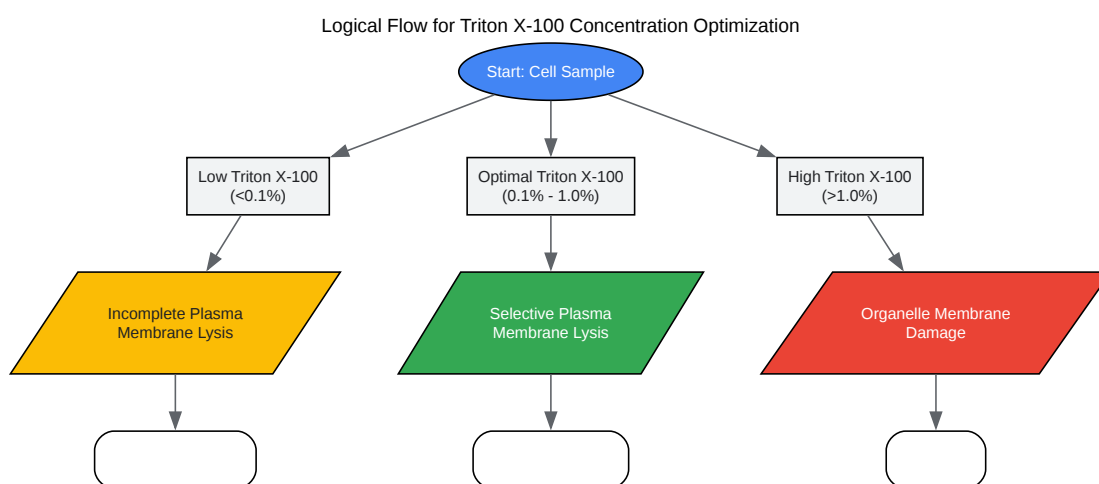 Logical Flow for Triton X-100 Concentration Optimization
Start: Cell Sample
Low Triton X-100
(<0.1%)
Optimal Triton X-100
(0.1% - 1.0%)
High Triton X-100
(>1.0%)
Incomplete Plasma
Membrane Lysis
Selective Plasma
Membrane Lysis
Organelle Membrane
Damage